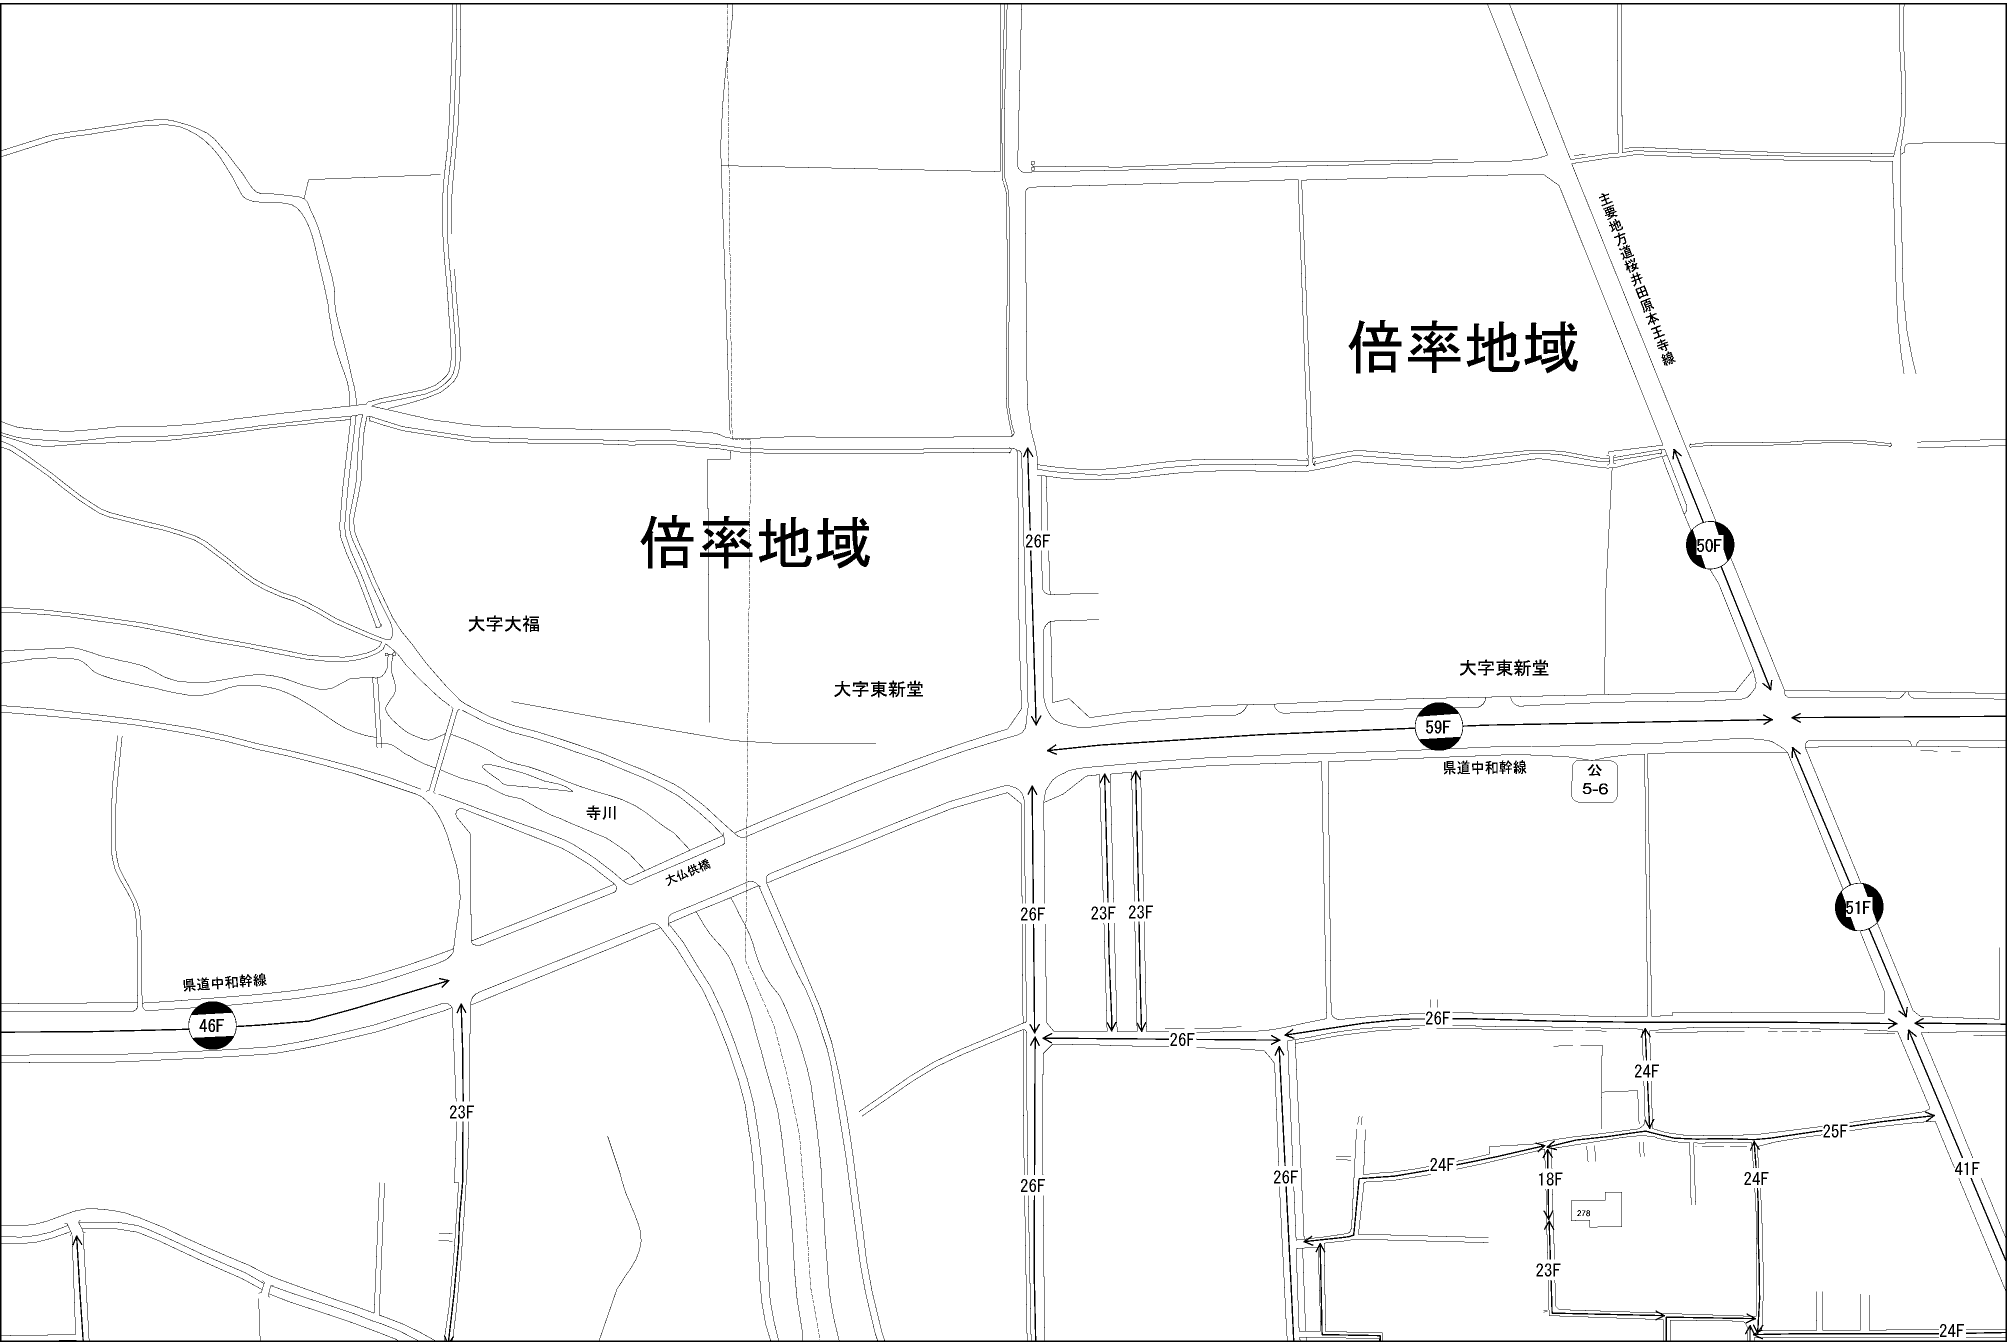 主要地方道桜井田原本王寺線
倍率地域
倍率地域
26F
50F
大字大福
大字東新堂
大字東新堂
59F
県道中和幹線
公
5-6
寺川
大仏供橋
26F
23F
23F
51F
県道中和幹線
46F
26F
26F
24F
23F
25F
24F
41F
26F
26F
18F
24F
278
23F
24F